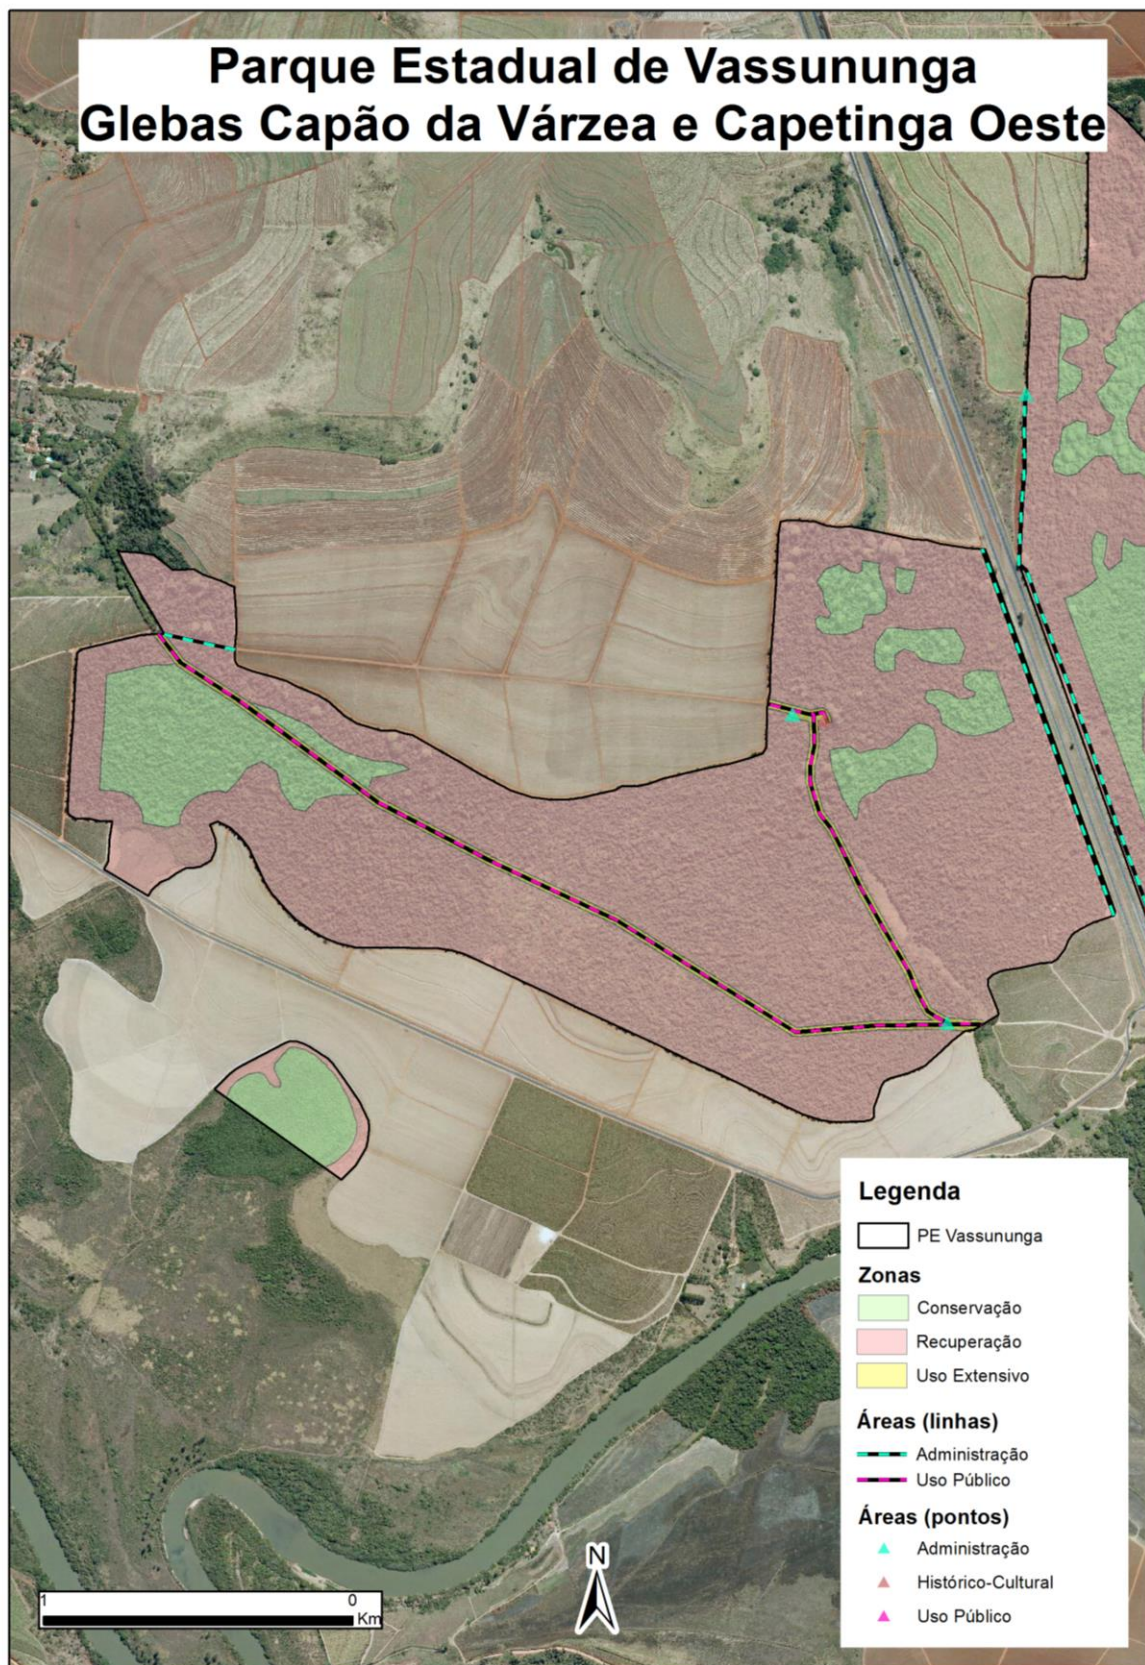 Parque Estadual de Vassununga
Glebas Capão da Várzea e Capetinga Oeste
Legenda
PE Vassununga
Zonas
Conservação
Recuperação
Uso Extensivo
Áreas (linhas)
Administração
Uso Público
Áreas (pontos)
Administração
Histórico-Cultural
Uso Público
N
1 0
Km